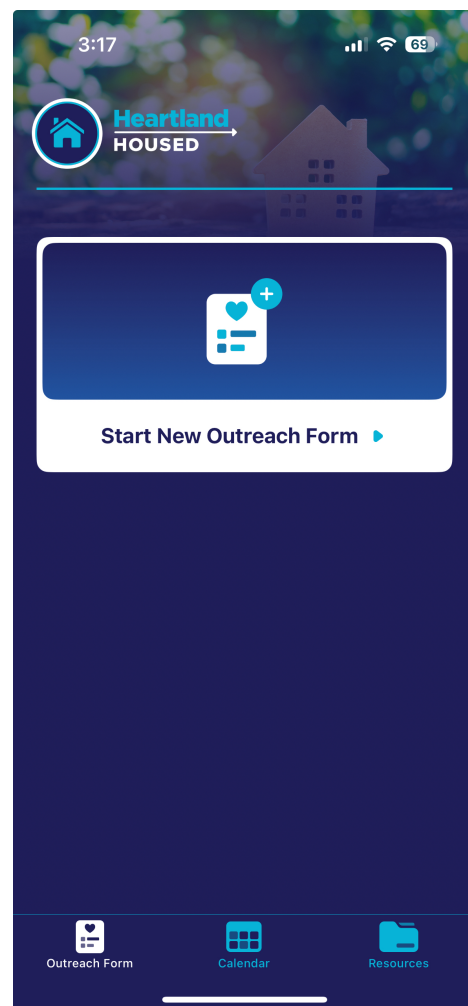 3:17
69
Heartland
HOUSED
Start New Outreach Form
Outreach Form
Calendar
Resources